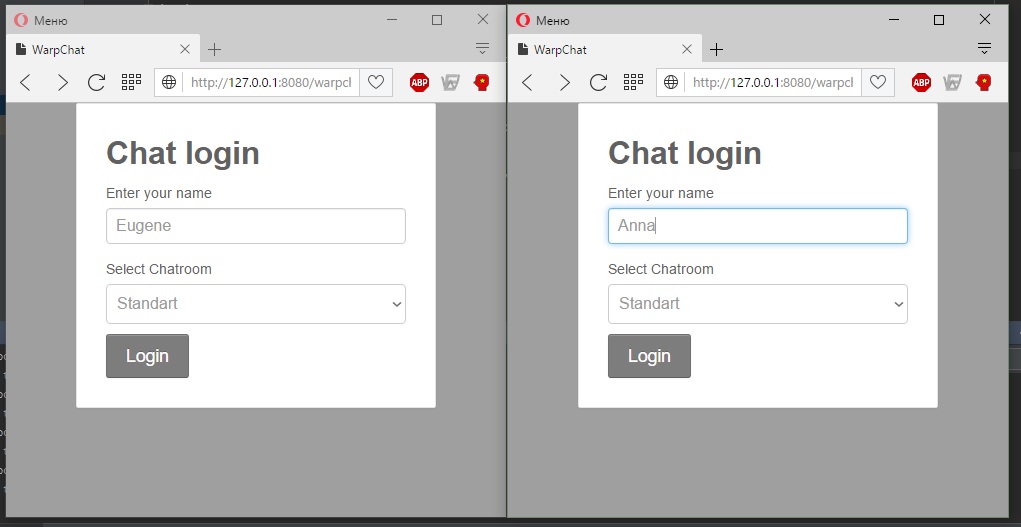 Меню
WarpChat
http://127.0.0.1:8080/warpcl
ABP
Chat login
Enter your name
Eugene
Select Chatroom
Standart
Login
Меню
WarpChat
http://127.0.0.1:8080/warpcl
ABP
Chat login
Enter your name
Anna
Select Chatroom
Standart
Login